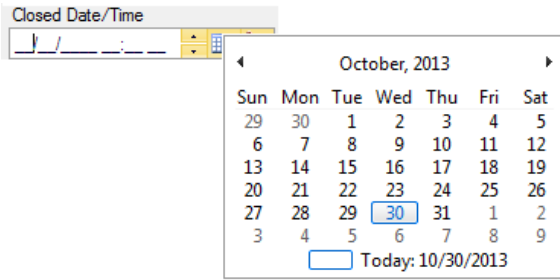 Closed Date/Time
__/__/____ __:__ __
October, 2013
Sun Mon Tue Wed Thu Fri Sat
29 30 1 2 3 4 5
6 7 8 9 10 11 12
13 14 15 16 17 18 19
20 21 22 23 24 25 26
27 28 29 30 31 1 2
3 4 5 6 7 8 9
Today: 10/30/2013